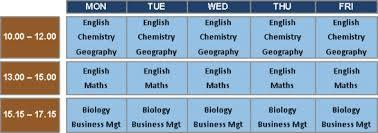 MON TUE WED THU FRI
10.00 – 12.00
English English English English English
Chemistry Chemistry Chemistry Chemistry Chemistry
Geography Geography Geography Geography Geography
13.00 – 15.00
English English English English English
Maths Maths Maths Maths Maths
15.15 – 17.15
Biology Biology Biology Biology Biology
Business Mgt Business Mgt Business Mgt Business Mgt Business Mgt